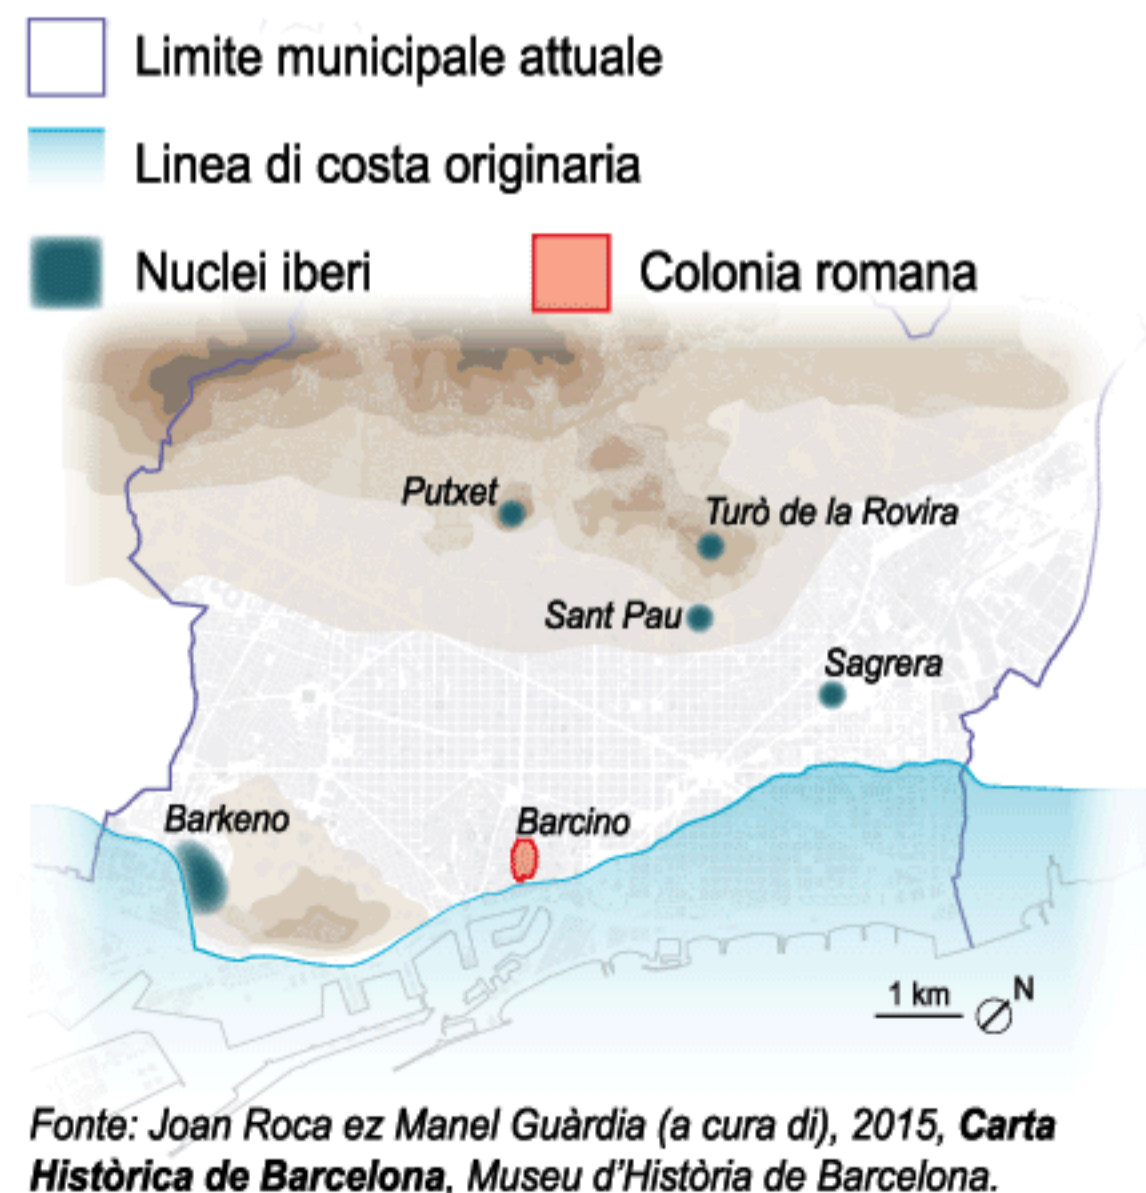 Limite municipale attuale
Linea di costa originaria
Nuclei iberi
Colonia romana
Putxet
Turò de la Rovira
Sant Pau
Sagrera
Barkeno
Barcino
1 km
N
Fonte: Joan Roca ez Manel Guàrdia (a cura di), 2015, Carta
Històrica de Barcelona, Museu d'Història de Barcelona.